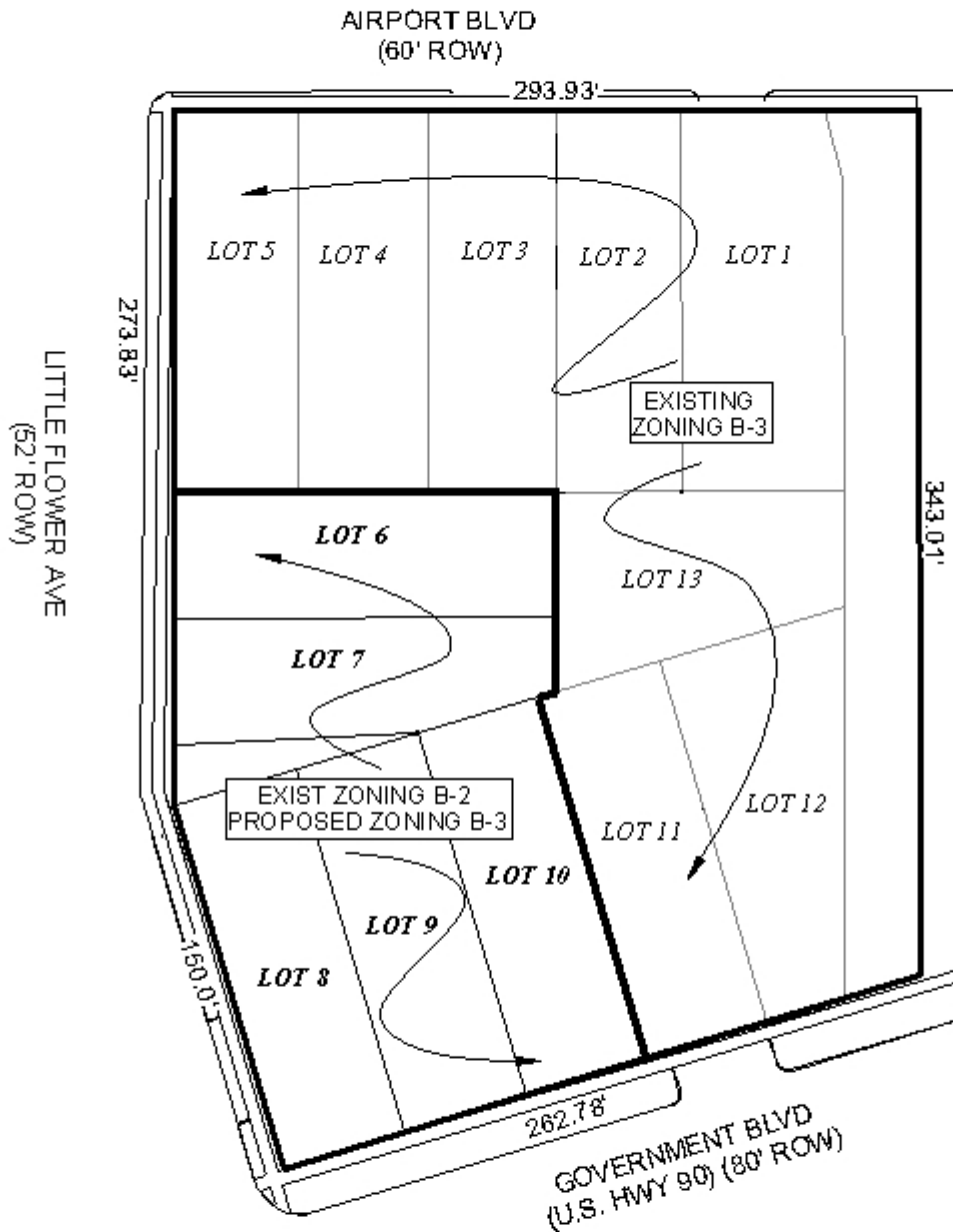 AIRPORT BLVD
(60' ROW)
293.93'
LOT 5
LOT 4
LOT 3
LOT 2
LOT 1
273.83'
LITTLE FLOWER AVE
(52' ROW)
EXISTING
ZONING B-3
343.01'
LOT 6
LOT 13
LOT 7
EXIST ZONING B-2
PROPOSED ZONING B-3
LOT 12
LOT 11
LOT 10
LOT 9
LOT 8
150.0'
262.78'
GOVERNMENT BLVD
(U.S. HWY 90) (80' ROW)